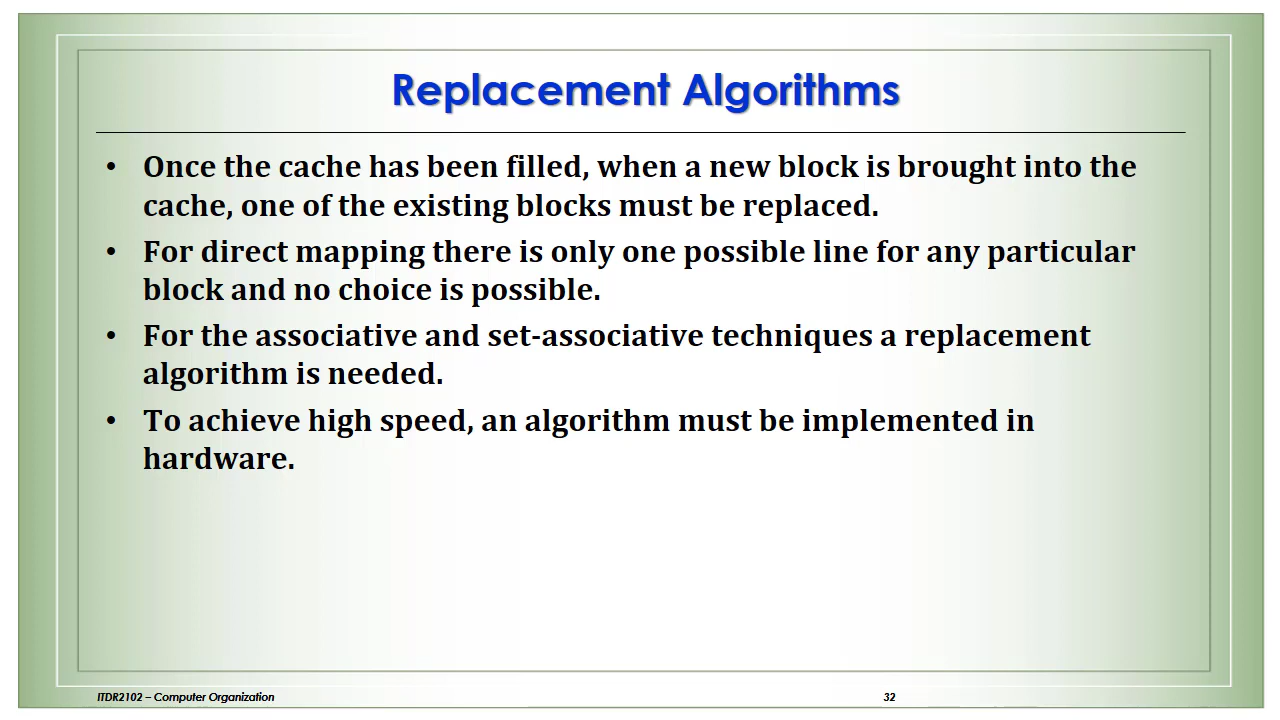 Replacement Algorithms
• Once the cache has been filled, when a new block is brought into the
cache, one of the existing blocks must be replaced.
• For direct mapping there is only one possible line for any particular
block and no choice is possible.
• For the associative and set-associative techniques a replacement
algorithm is needed.
• To achieve high speed, an algorithm must be implemented in
hardware.
ITDR2102 – Computer Organization
32